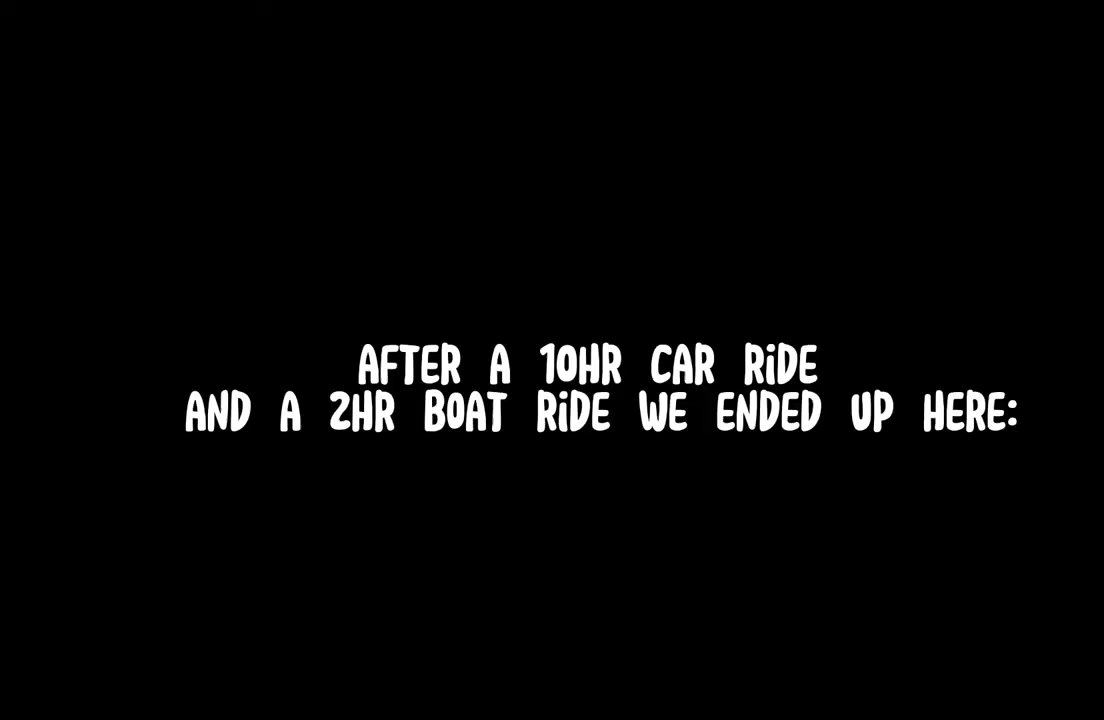 AFTER A 10HR CAR RiDE
AND A 2HR BOAT RiDE WE ENDED UP HERE: